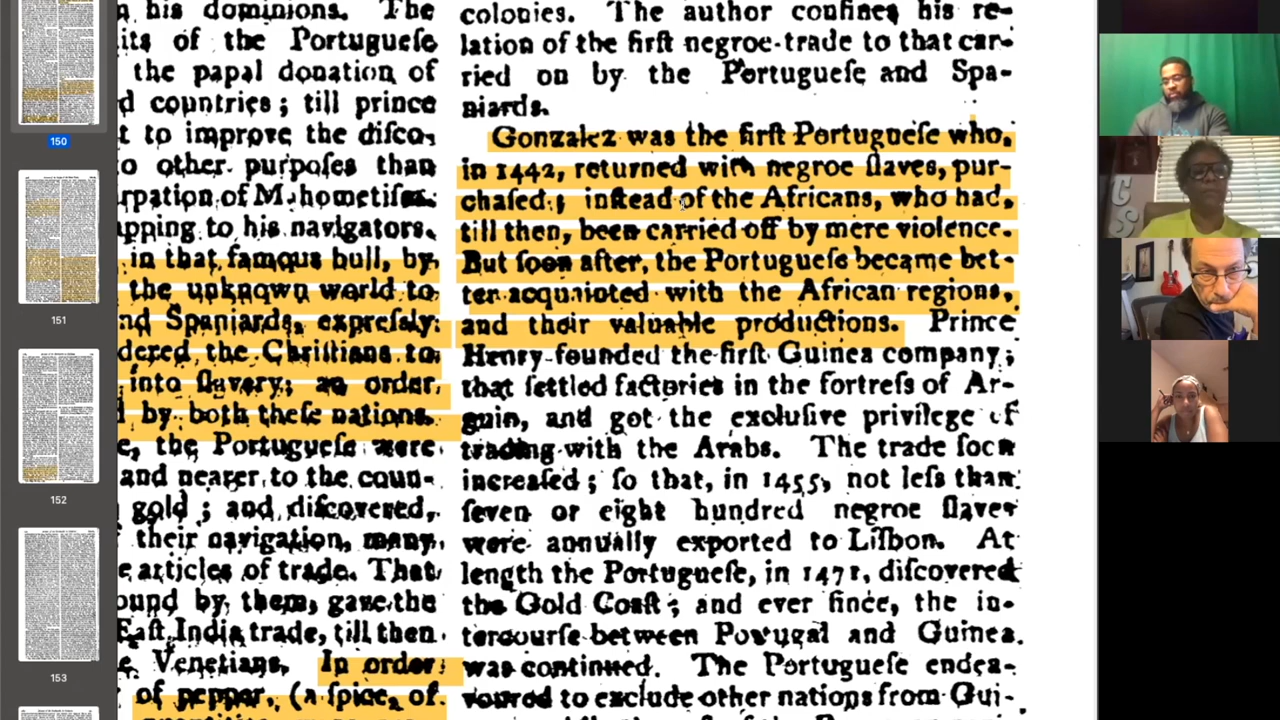 his dominions. The
its of the Portugueſe
the papal donation of
d countries; till prince
t to improve the diſco,
o other purpoſes than
rpation of M.hometiſm.
pping to his navigators.
in that famous bull, by,
the unknown world to
nd Spaniards, expreſsly
dered the Chriſtians to
into ſlavery; an order
by both theſe nations.
e, the Portugueſe were
and nearer to the coun-
gold; and diſcovered,
their navigation, many
e articles of trade. That
ound by them, gave the
Eaſt India trade, till then
e Venetians. In order
of pepper, (a ſpice, of
colonies. The author confines his re-
lation of the firſt negroe-trade to that car-
ried on by the Portugueſe and Spa-
niards.
Gonzalez was the firſt Portugueſe who,
in 1442, returned with negroe ſlaves, pur-
chaſed; inſtead of the Africans, who had,
till then, been carried off by mere violence.
But ſoon after, the Portugueſe became bet-
ter acquainted with the African regions,
and their valuable productions. Prince
Henry founded the firſt Guinea company;
that ſettled factories in the fortreſs of Ar-
guin, and got the excluſive privilege of
trading with the Arabs. The trade ſoon
increaſed; ſo that, in 1455, not leſs than
ſeven or eight hundred negroe ſlaves
were annually exported to Liſbon. At
length the Portugueſe, in 1471, diſcovered
the Gold Coaſt; and ever ſince, the in-
tercourſe between Portugal and Guinea
was continued. The Portugueſe endea-
voured to exclude other nations from Gui-
150
151
152
153
G
S